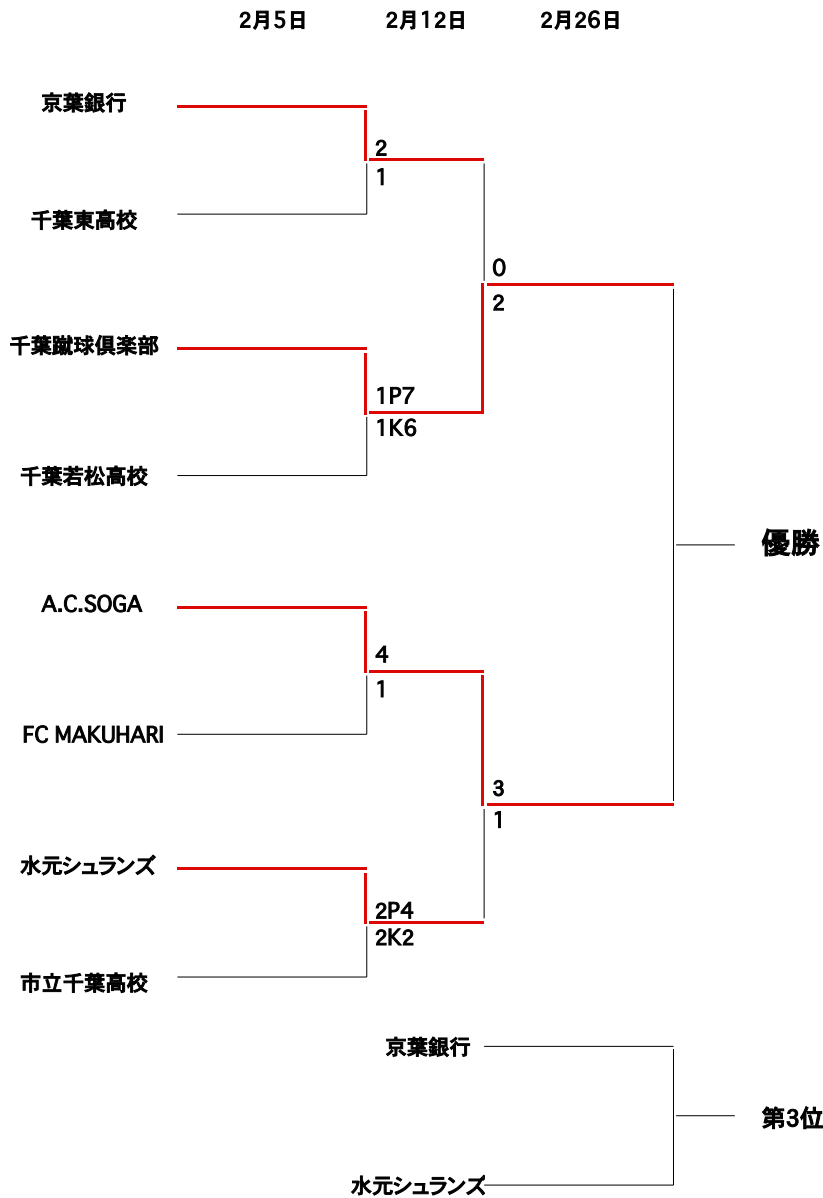 2月5日 2月12日 2月26日
京葉銀行
2
1
千葉東高校
0
2
千葉蹴球倶楽部
1P7
1K6
千葉若松高校
優勝
A.C.SOGA
4
1
FC MAKUHARI
3
1
水元シュランズ
2P4
2K2
市立千葉高校
京葉銀行
第3位
水元シュランズ